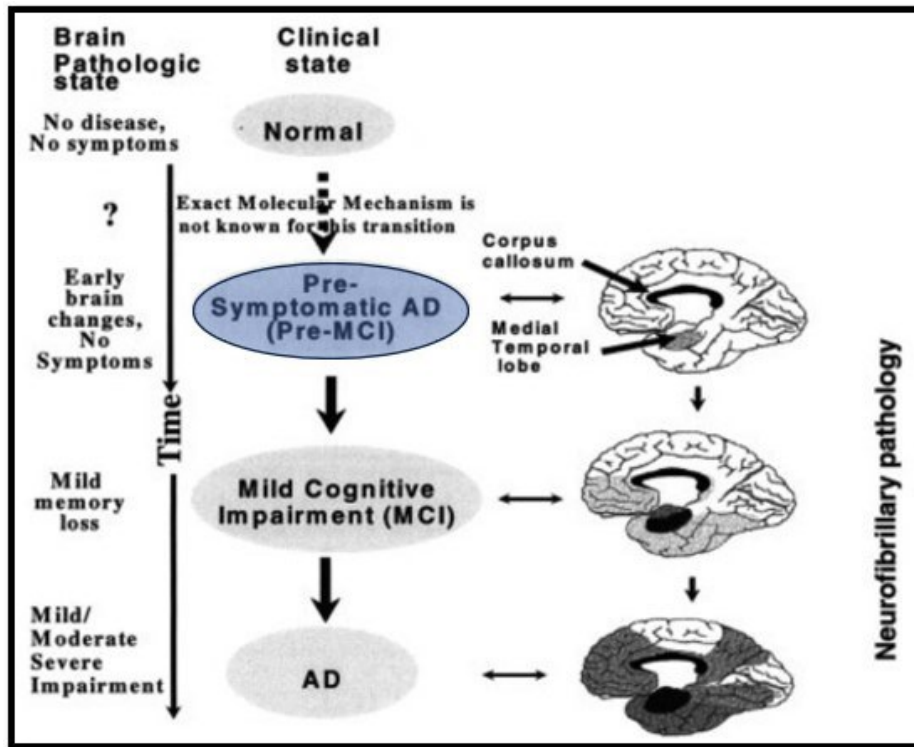 Brain
Pathologic
state
Clinical
state
No disease,
No symptoms
Normal
?
Exact Molecular Mechanism is
not known for this transition
Early
brain
changes,
No
Symptoms
Pre-
Symptomatic AD
(Pre-MCI)
Corpus
callosum
Medial
Temporal
lobe
Time
Mild
memory
loss
Mild Cognitive
Impairment (MCI)
Mild/
Moderate
Severe
Impairment
AD
Neurofibrillary pathology